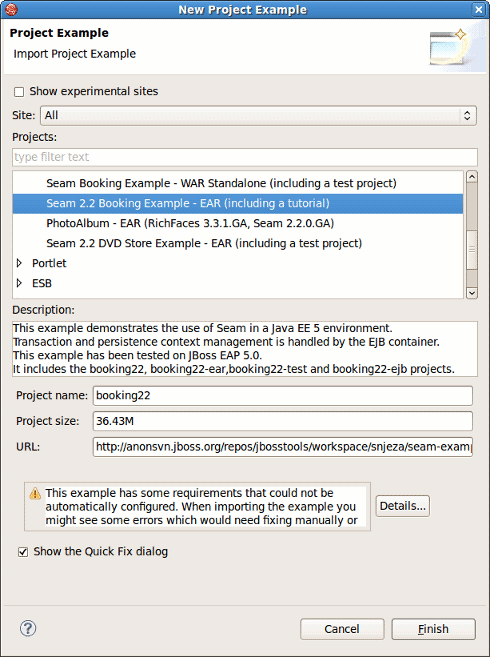 New Project Example
Project Example
Import Project Example
Show experimental sites
Site: All
Projects:
type filter text
Seam Booking Example - WAR Standalone (including a test project)
Seam 2.2 Booking Example - EAR (including a tutorial)
PhotoAlbum - EAR (RichFaces 3.3.1.GA, Seam 2.2.0.GA)
Seam 2.2 DVD Store Example - EAR (including a test project)
Portlet
ESB
Description:
This example demonstrates the use of Seam in a Java EE 5 environment.
Transaction and persistence context management is handled by the EJB container.
This example has been tested on JBoss EAP 5.0.
It includes the booking22, booking22-ear,booking22-test and booking22-ejb projects.
Project name: booking22
Project size: 36.43M
URL: http://anonsvn.jboss.org/repos/jbosstools/workspace/snjeza/seam-examp
This example has some requirements that could not be
automatically configured. When importing the example you
might see some errors which would need fixing manually or
Details...
Show the Quick Fix dialog
?
Cancel
Finish